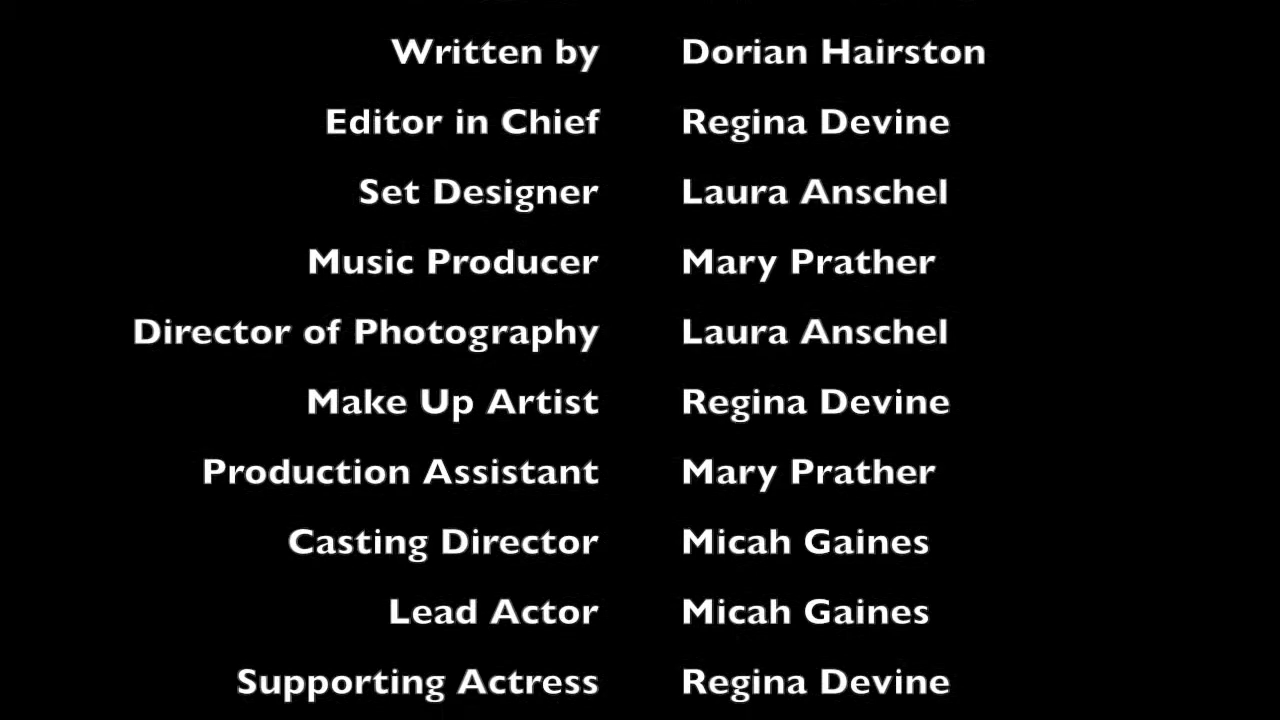 Written by Dorian Hairston
Editor in Chief Regina Devine
Set Designer Laura Anschel
Music Producer Mary Prather
Director of Photography Laura Anschel
Make Up Artist Regina Devine
Production Assistant Mary Prather
Casting Director Micah Gaines
Lead Actor Micah Gaines
Supporting Actress Regina Devine